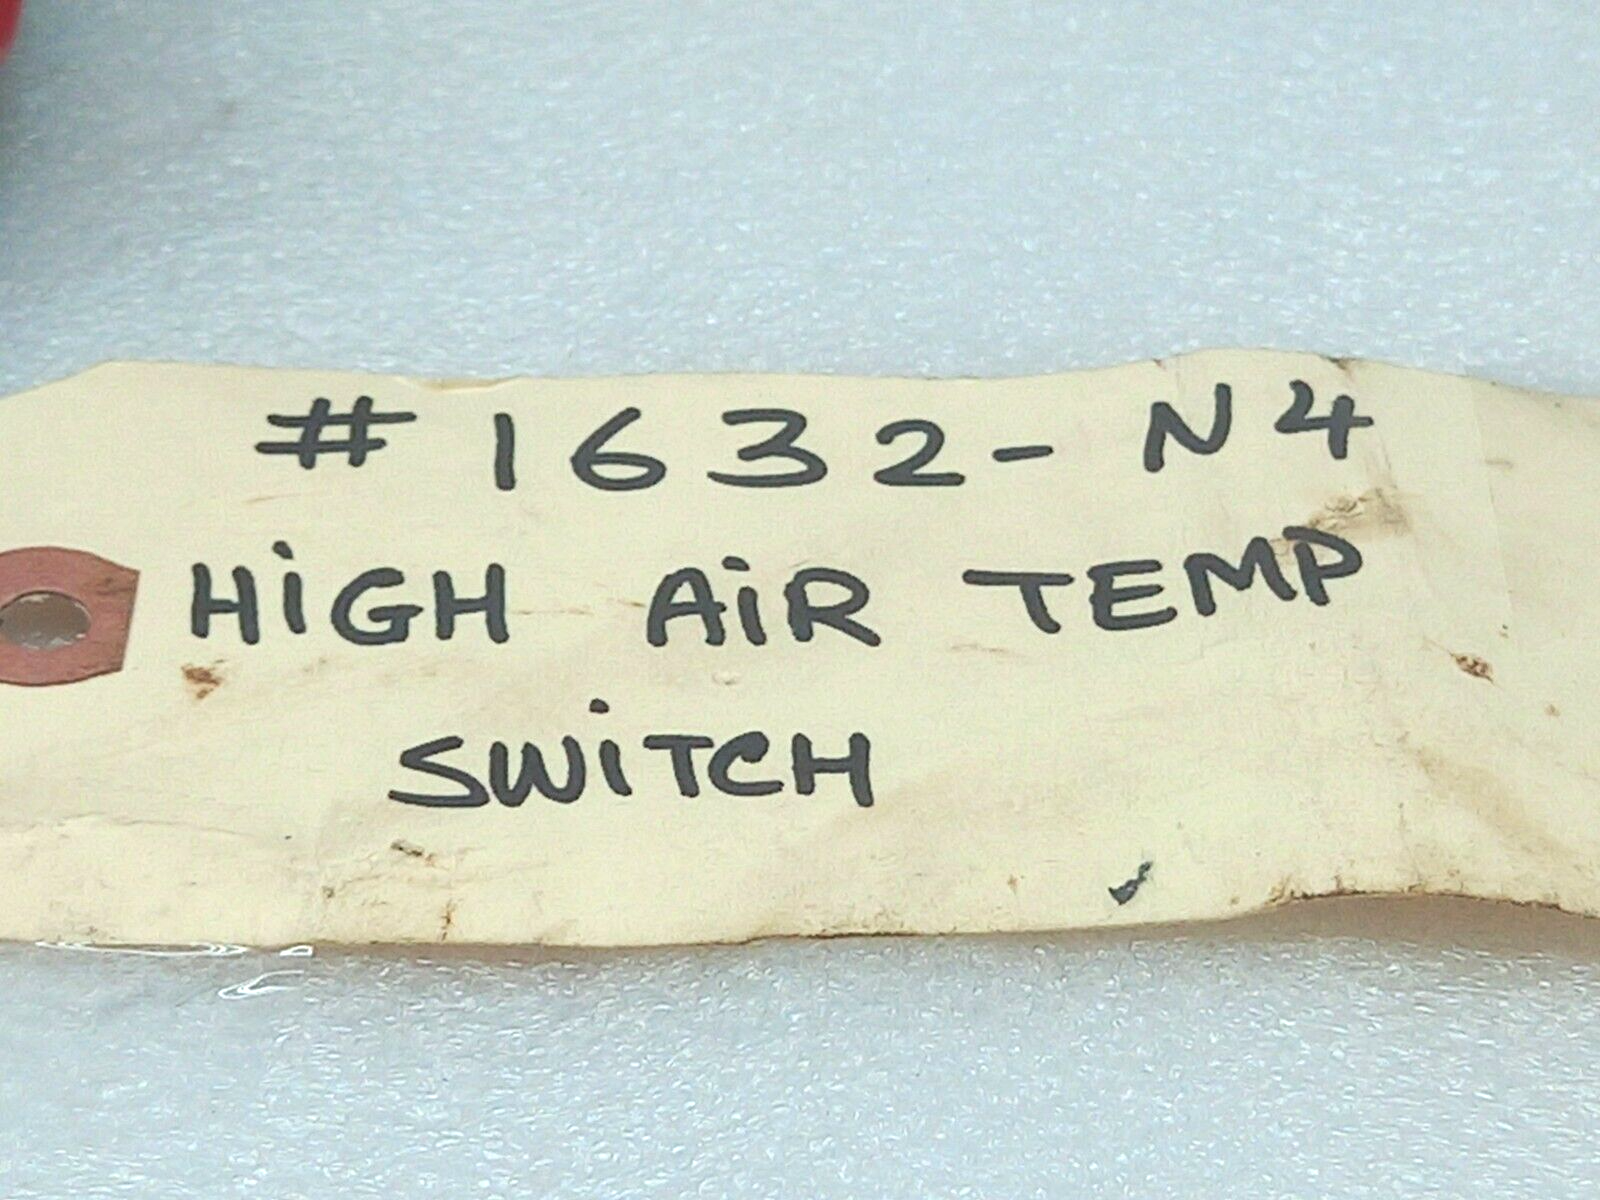 #1632-N4
HiGH AiR TEMP
SWiTCH